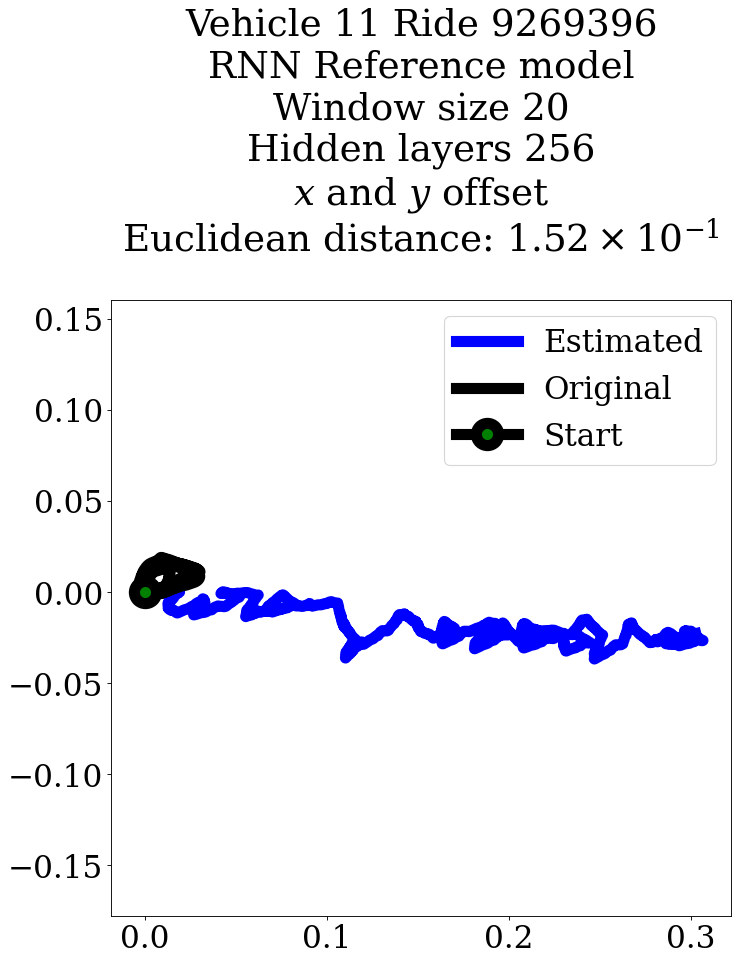 Vehicle 11 Ride 9269396
RNN Reference model
Window size 20
Hidden layers 256
x and y offset
Euclidean distance: 1.52 × 10⁻¹
Estimated
Original
Start
0.15
0.10
0.05
0.00
−0.05
−0.10
−0.15
0.0 0.1 0.2 0.3